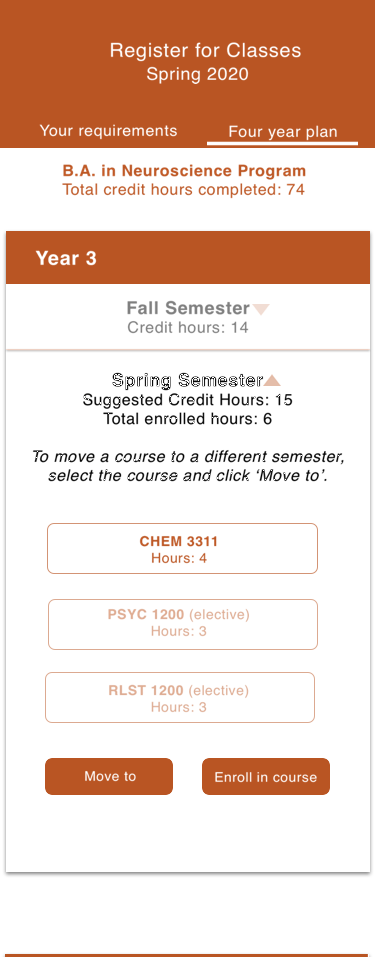 Register for Classes
Spring 2020
Your requirements
Four year plan
B.A. in Neuroscience Program
Total credit hours completed: 74
Year 3
Fall Semester
Credit hours: 14
Spring Semester
Suggested Credit Hours: 15
Total enrolled hours: 6
To move a course to a different semester,
select the course and click ‘Move to’.
CHEM 3311
Hours: 4
PSYC 1200 (elective)
Hours: 3
RLST 1200 (elective)
Hours: 3
Move to
Enroll in course